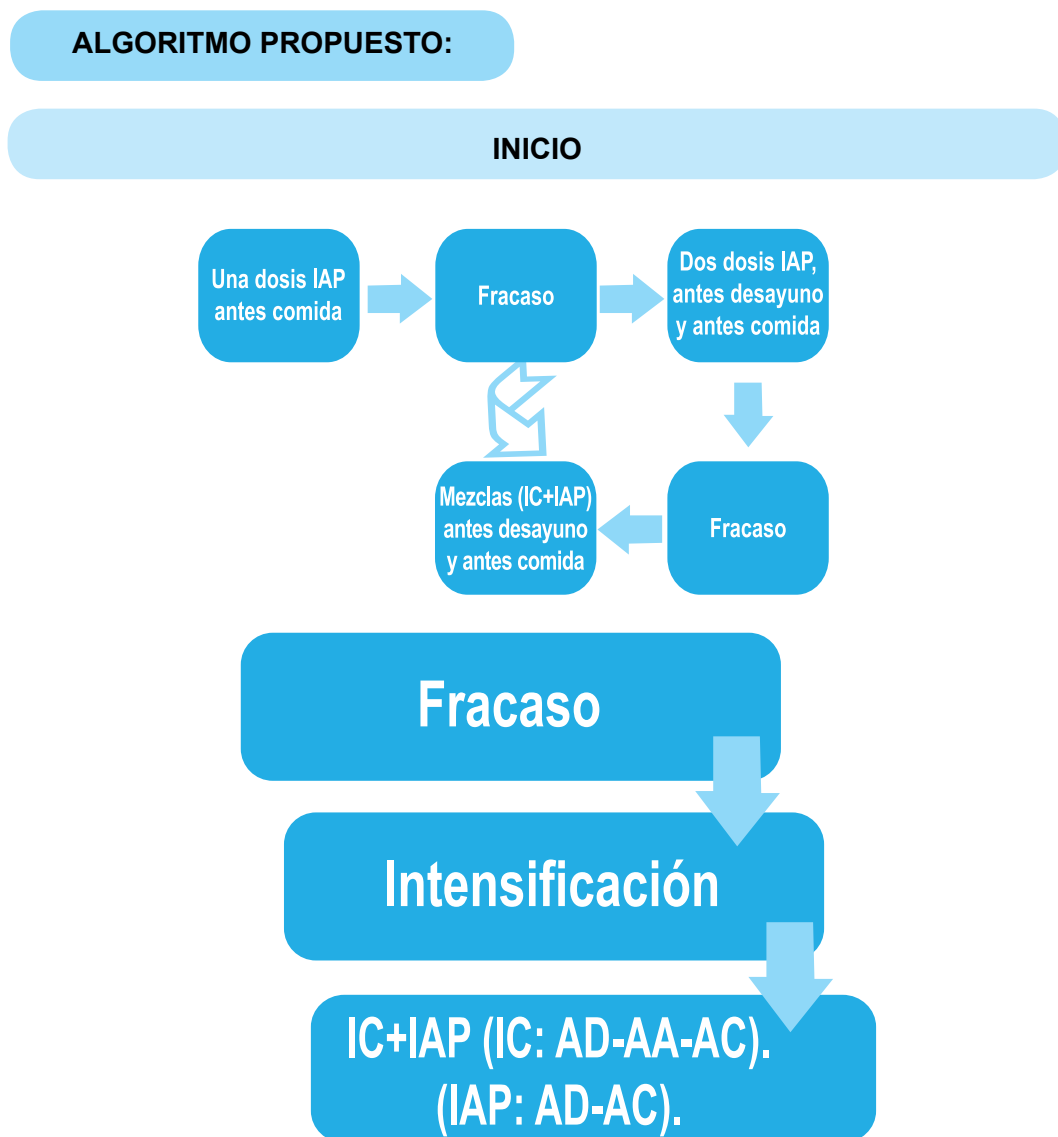 ALGORITMO PROPUESTO:
INICIO
Una dosis IAP
antes comida
Fracaso
Dos dosis IAP,
antes desayuno
y antes comida
Fracaso
Mezclas (IC+IAP)
antes desayuno
y antes comida
Fracaso
Intensificación
IC+IAP (IC: AD-AA-AC).
(IAP: AD-AC).